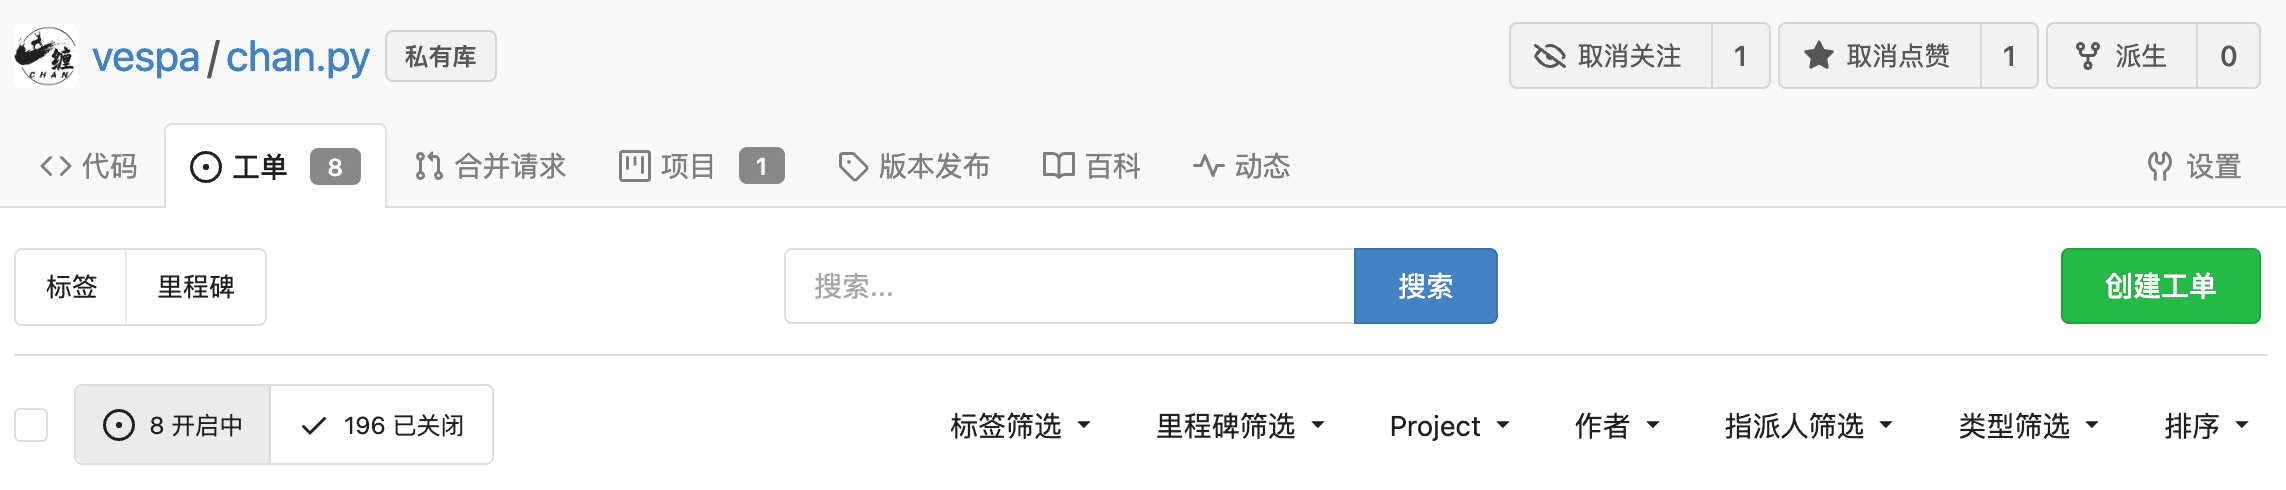 缠
CHAN
vespa/chan.py 私有库 取消关注 1 取消点赞 1 派生 0
代码 工单 8 合并请求 项目 1 版本发布 百科 动态 设置
标签 里程碑 搜索... 搜索 创建工单
8 开启中 196 已关闭 标签筛选 里程碑筛选 Project 作者 指派人筛选 类型筛选 排序